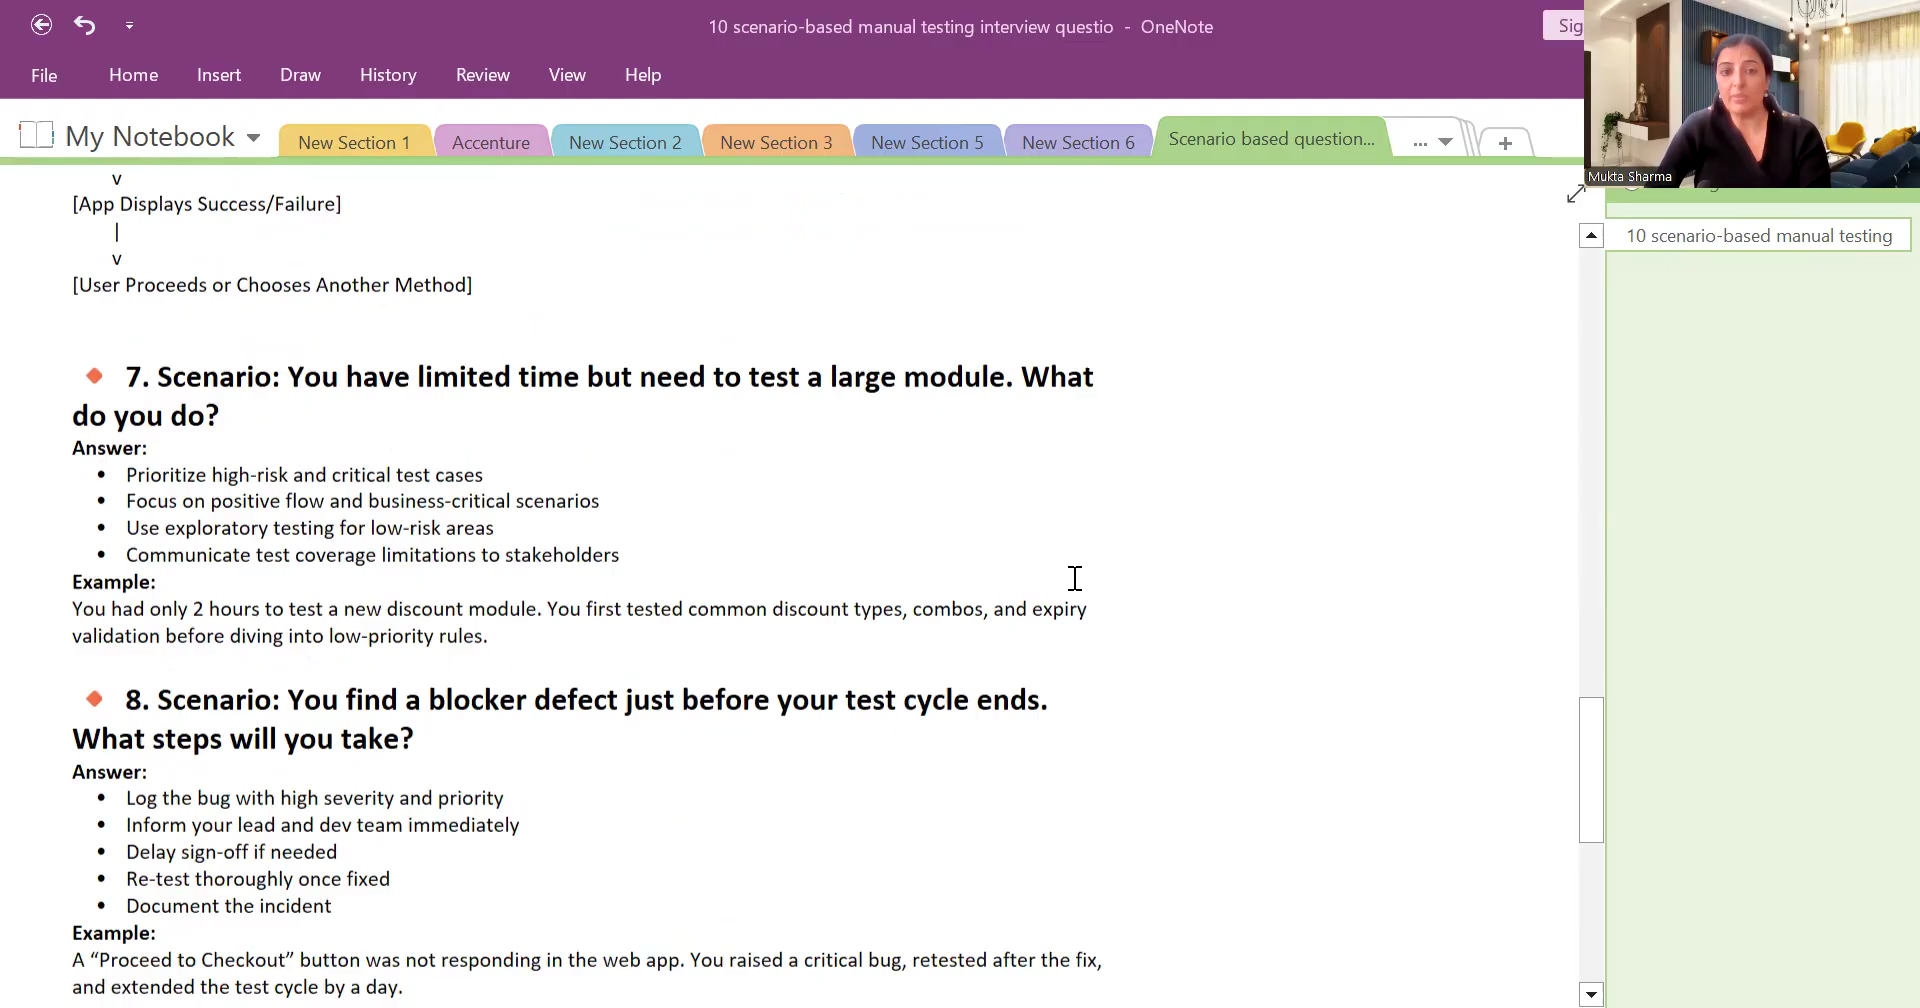 10 scenario-based manual testing interview questio - OneNote
Sig
File Home Insert Draw History Review View Help
My Notebook
New Section 1
Accenture
New Section 2
New Section 3
New Section 5
New Section 6
Scenario based question...
...
+
Mukta Sharma
10 scenario-based manual testing
v
[App Displays Success/Failure]
|
v
[User Proceeds or Chooses Another Method]
7. Scenario: You have limited time but need to test a large module. What
do you do?
Answer:
• Prioritize high-risk and critical test cases
• Focus on positive flow and business-critical scenarios
• Use exploratory testing for low-risk areas
• Communicate test coverage limitations to stakeholders
Example:
You had only 2 hours to test a new discount module. You first tested common discount types, combos, and expiry
validation before diving into low-priority rules.
8. Scenario: You find a blocker defect just before your test cycle ends.
What steps will you take?
Answer:
• Log the bug with high severity and priority
• Inform your lead and dev team immediately
• Delay sign-off if needed
• Re-test thoroughly once fixed
• Document the incident
Example:
A “Proceed to Checkout” button was not responding in the web app. You raised a critical bug, retested after the fix,
and extended the test cycle by a day.